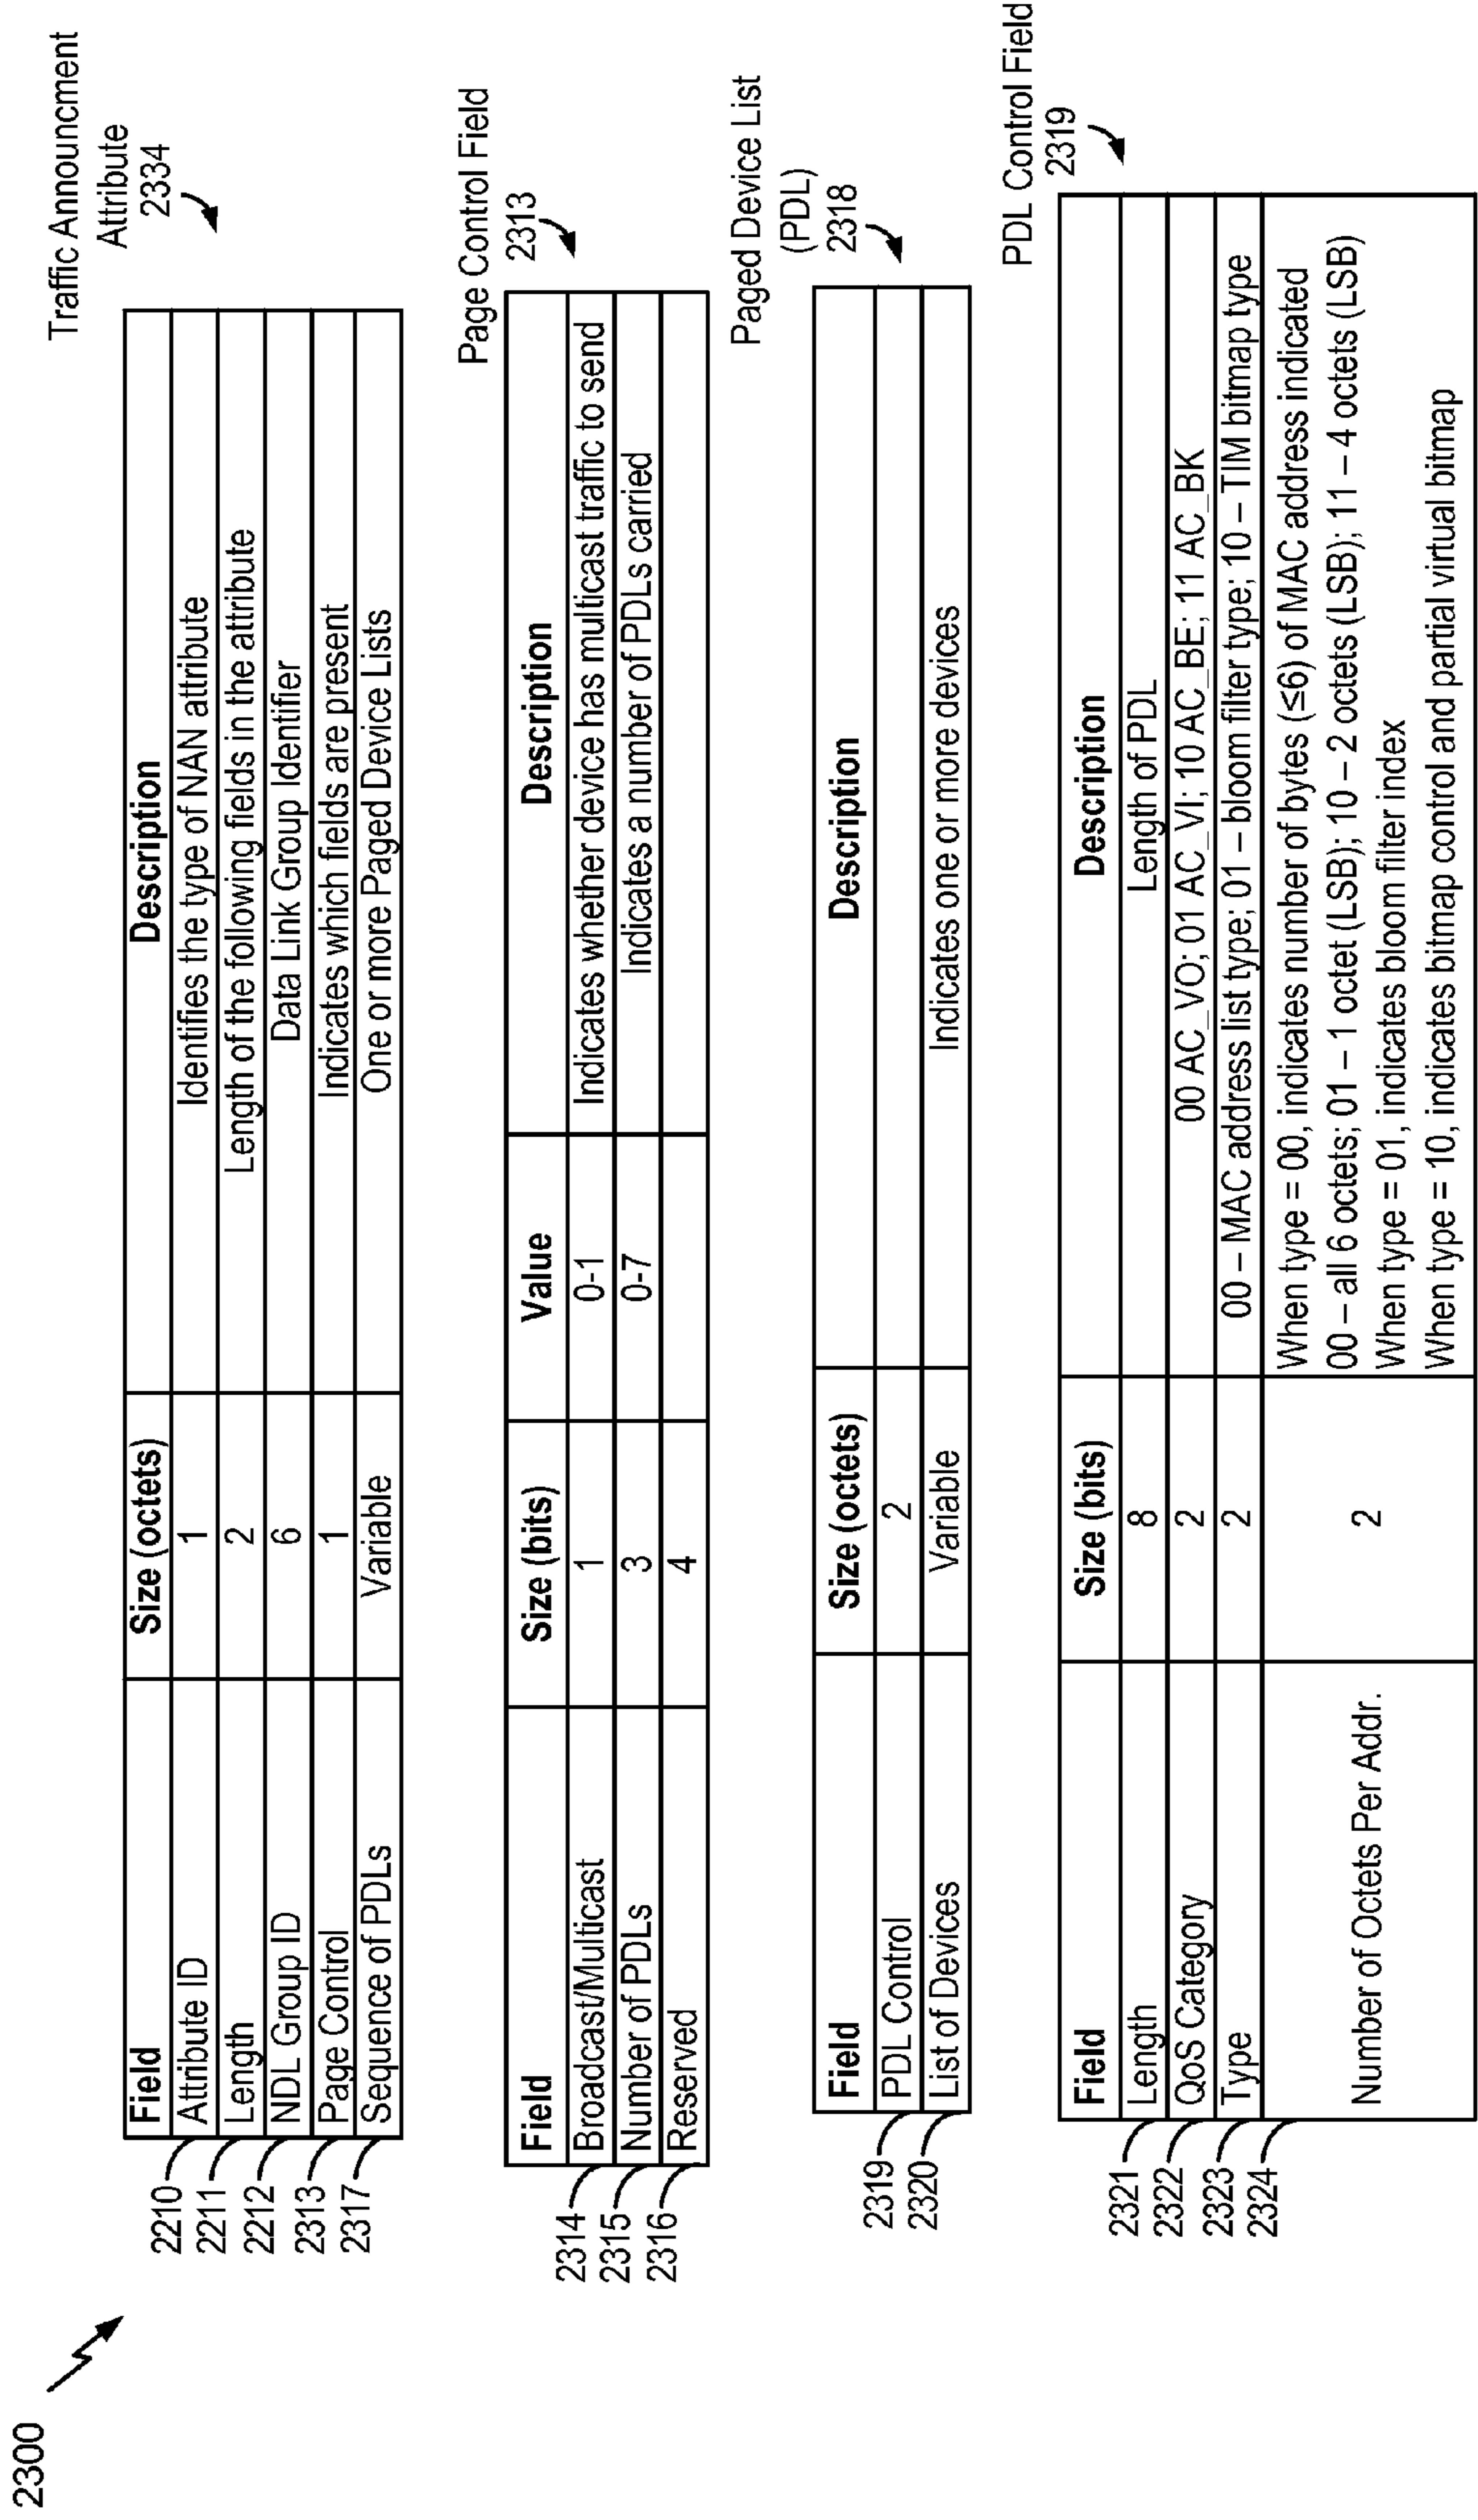 2300
Traffic Announcment
Attribute
2334
Field Size (octets) Description
2210 Attribute ID 1 Identifies the type of NAN attribute
2211 Length 2 Length of the following fields in the attribute
2212 NDL Group ID 6 Data Link Group Identifier
2313 Page Control 1 Indicates which fields are present
2317 Sequence of PDLs Variable One or more Paged Device Lists
Page Control Field
2313
Field Size (bits) Value Description
2314 Broadcast/Multicast 1 0-1 Indicates whether device has multicast traffic to send
2315 Number of PDLs 3 0-7 Indicates a number of PDLs carried
2316 Reserved 4
Paged Device List
(PDL)
2318
Field Size (octets) Description
2319 PDL Control 2
2320 List of Devices Variable Indicates one or more devices
PDL Control Field
2319
Field Size (bits) Description
2321 Length 8 Length of PDL
2322 QoS Category 2 00 AC_VO; 01 AC_VI; 10 AC_BE; 11 AC_BK
2323 Type 2 00 – MAC address list type; 01 – bloom filter type; 10 – TIM bitmap type
2324 Number of Octets Per Addr. 2 When type = 00, indicates number of bytes (≤6) of MAC address indicated
00 – all 6 octets; 01 – 1 octet (LSB); 10 – 2 octets (LSB); 11 – 4 octets (LSB)
When type = 01, indicates bloom filter index
When type = 10, indicates bitmap control and partial virtual bitmap